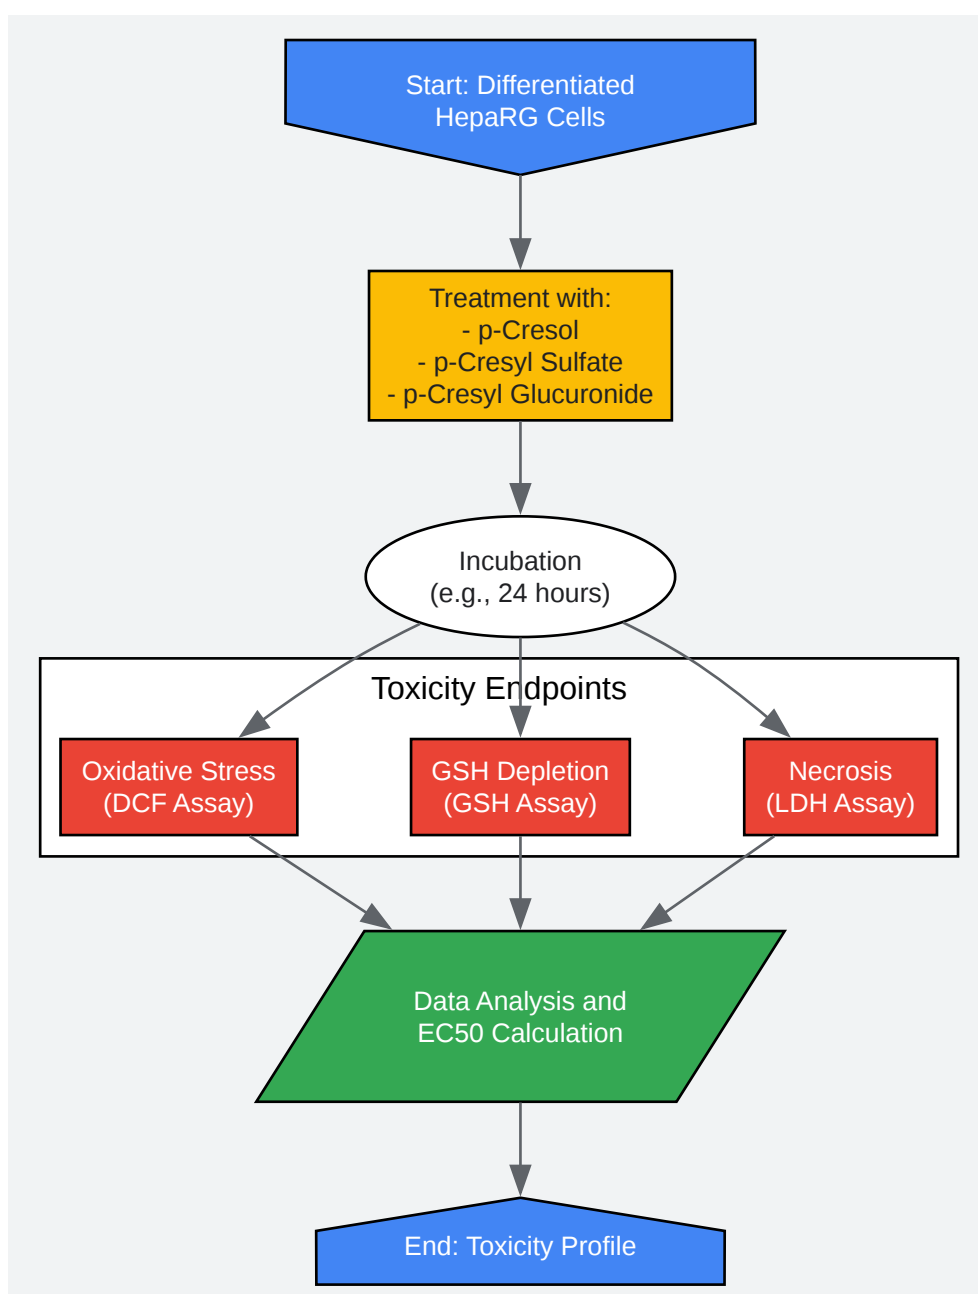 Start: Differentiated
HepaRG Cells
Treatment with:
- p-Cresol
- p-Cresyl Sulfate
- p-Cresyl Glucuronide
Incubation
(e.g., 24 hours)
Toxicity Endpoints
Oxidative Stress
(DCF Assay)
GSH Depletion
(GSH Assay)
Necrosis
(LDH Assay)
Data Analysis and
EC50 Calculation
End: Toxicity Profile